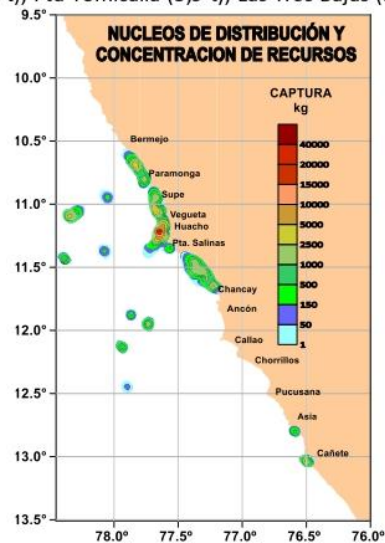 NUCLEOS DE DISTRIBUCIÓN Y
CONCENTRACION DE RECURSOS
CAPTURA
kg
40000
20000
15000
10000
5000
2500
1000
500
150
50
1
Bermejo
Paramonga
Supe
Vegueta
Huacho
Pta. Salinas
Chancay
Ancón
Callao
Chorrillos
Pucusana
Asia
Cañete
9.5°
10.0°
10.5°
11.0°
11.5°
12.0°
12.5°
13.0°
13.5°
78.0° 77.5° 77.0° 76.5° 76.0°